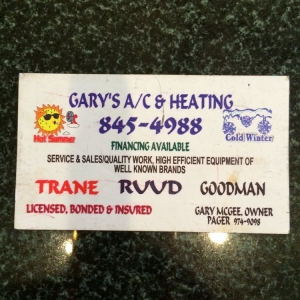 GARY'S A/C & HEATING
845-4988
Hot Summer
Cold Winter
FINANCING AVAILABLE
SERVICE & SALES/QUALITY WORK, HIGH EFFICIENT EQUIPMENT OF
WELL KNOWN BRANDS
TRANE RUUD GOODMAN
LICENSED, BONDED & INSURED
GARY MCGEE, OWNER
PAGER 974-9098